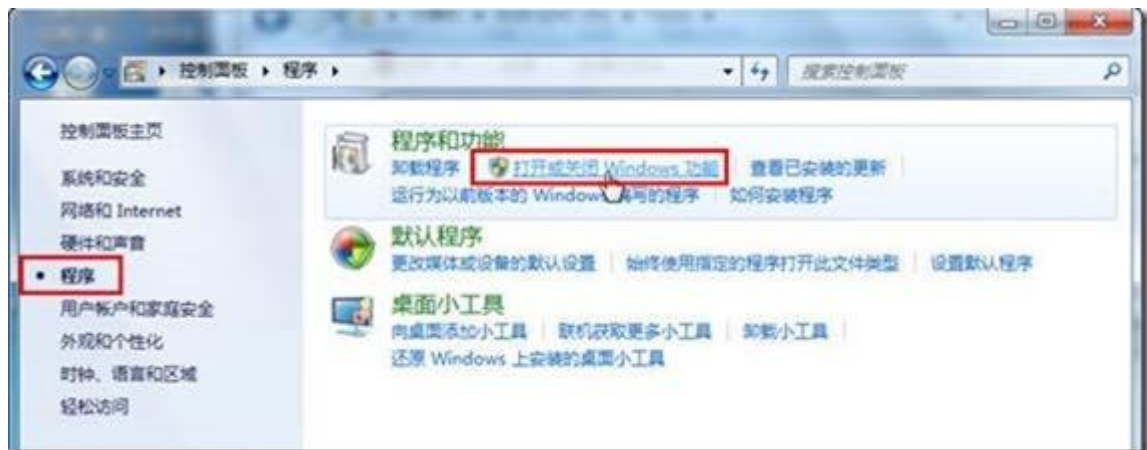 控制面板 ▸ 程序 ▸
搜索控制面板
控制面板主页
系统和安全
网络和 Internet
硬件和声音
程序
用户帐户和家庭安全
外观和个性化
时钟、语言和区域
轻松访问
程序和功能
卸载程序 打开或关闭 Windows 功能 查看已安装的更新
运行为以前版本的 Windows 编写的程序 如何安装程序
默认程序
更改媒体或设备的默认设置 始终使用指定的程序打开此文件类型 设置默认程序
桌面小工具
向桌面添加小工具 联机获取更多小工具 卸载小工具
还原 Windows 上安装的桌面小工具